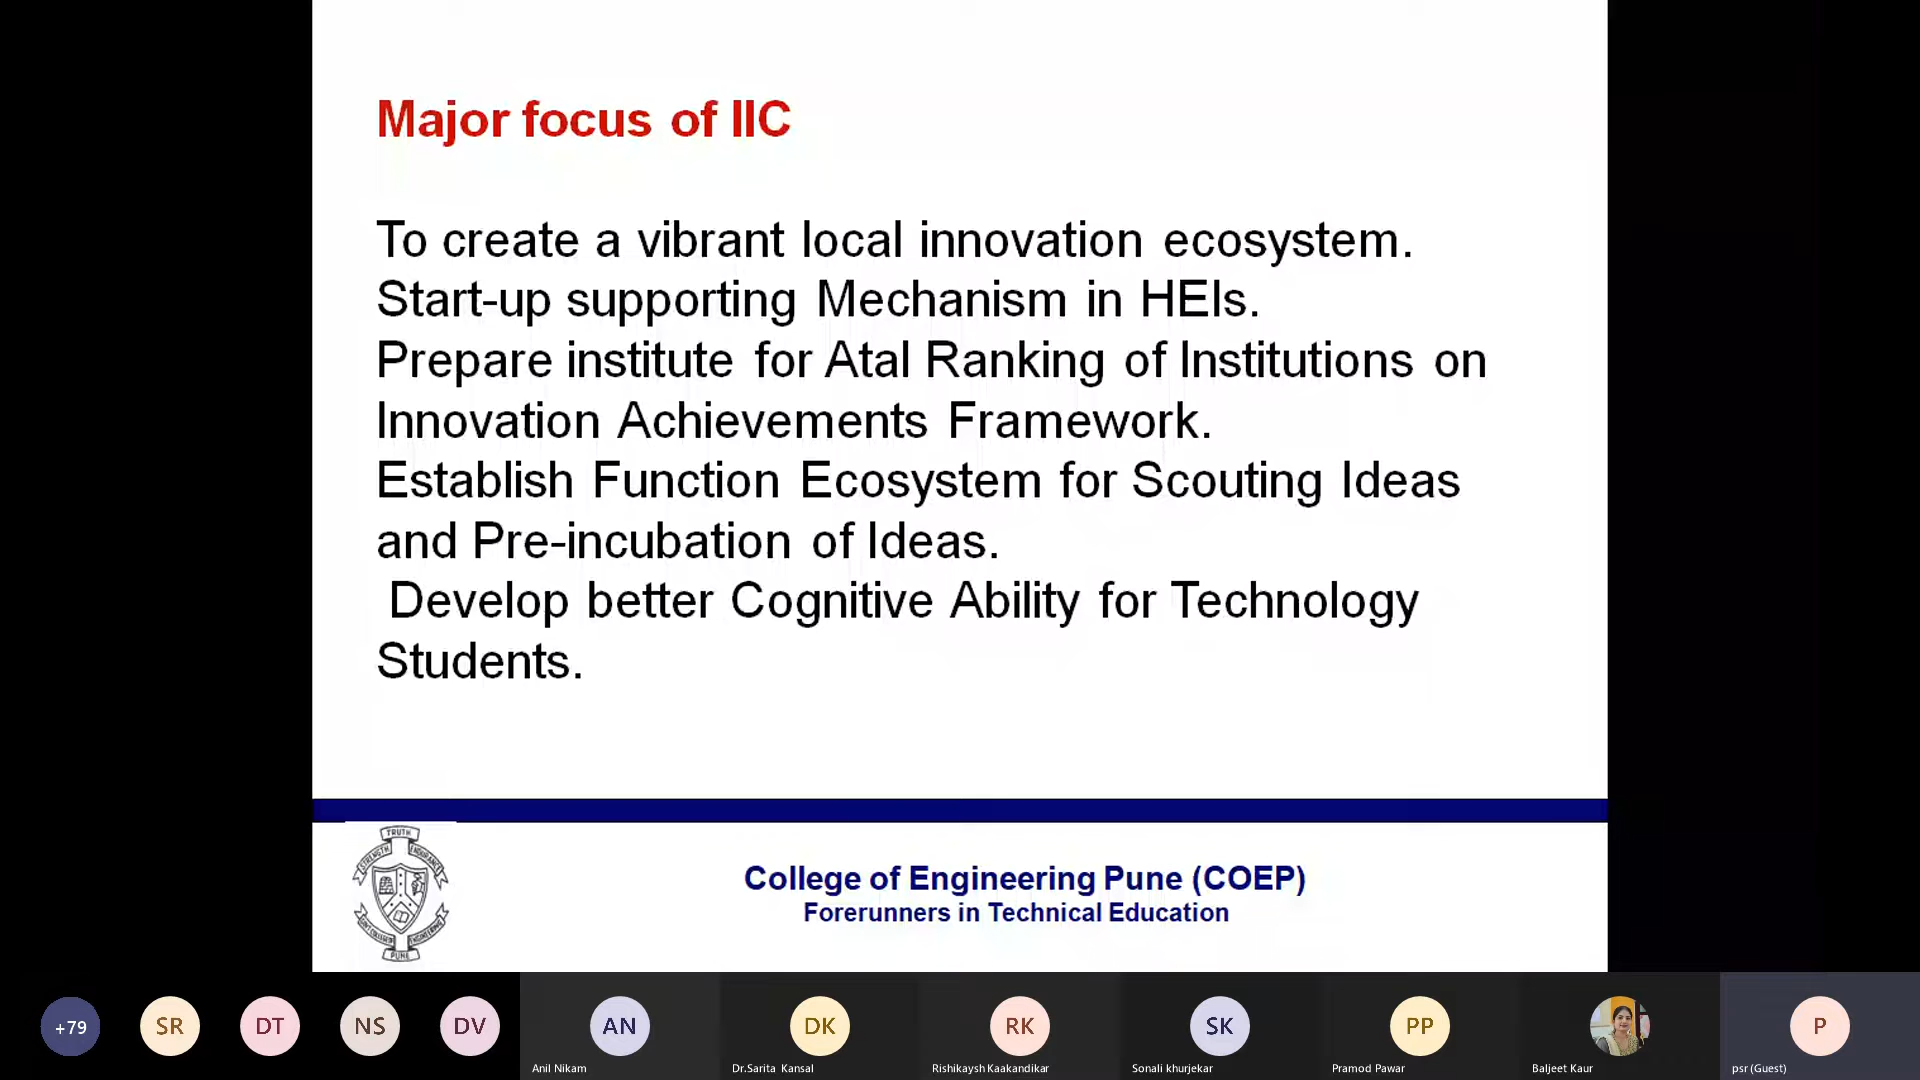 Major focus of IIC
To create a vibrant local innovation ecosystem.
Start-up supporting Mechanism in HEIs.
Prepare institute for Atal Ranking of Institutions on
Innovation Achievements Framework.
Establish Function Ecosystem for Scouting Ideas
and Pre-incubation of Ideas.
Develop better Cognitive Ability for Technology
Students.
TRUTH
STRENGTH
ENDURANCE
PUNE
College of Engineering Pune (COEP)
Forerunners in Technical Education
+79
SR
DT
NS
DV
AN
DK
RK
SK
PP
P
Anil Nikam
Dr.Sarita Kansal
Rishikaysh Kaakandikar
Sonali khurjekar
Pramod Pawar
Baljeet Kaur
psr (Guest)